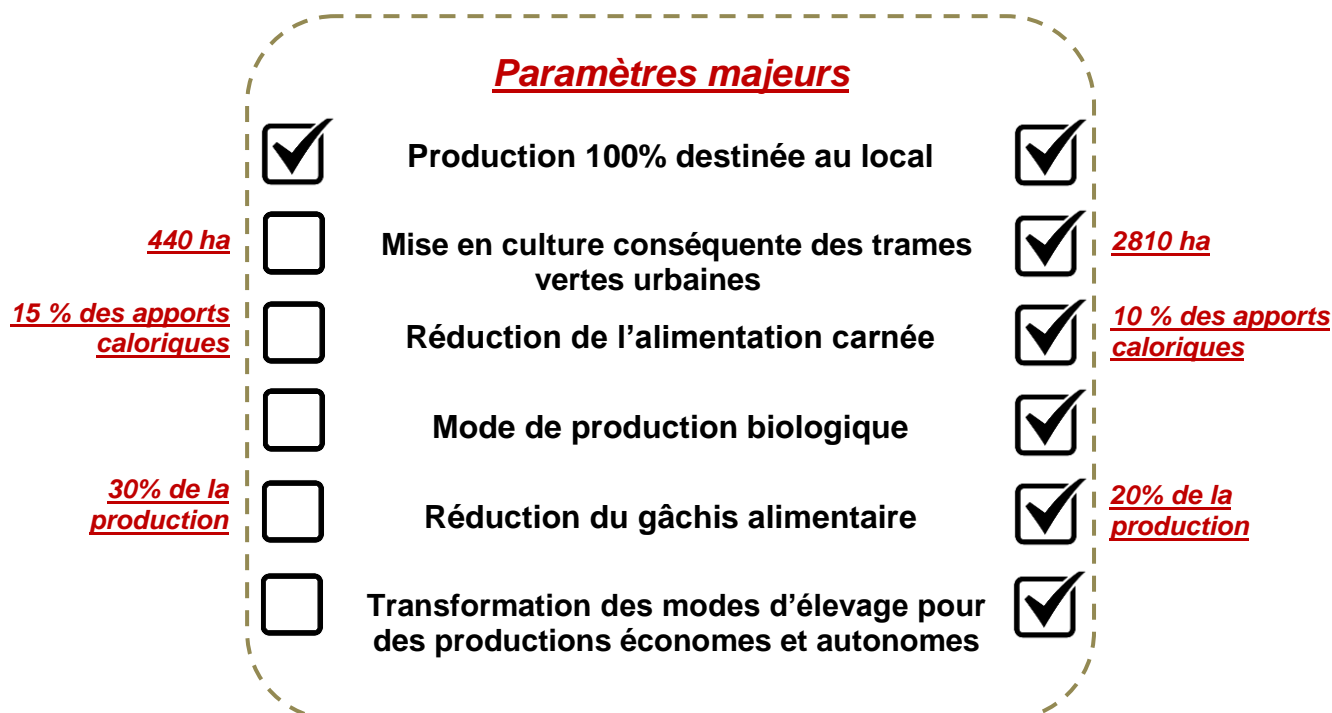 Paramètres majeurs
Production 100% destinée au local
440 ha
Mise en culture conséquente des trames
vertes urbaines
2810 ha
15 % des apports
caloriques
Réduction de l’alimentation carnée
10 % des apports
caloriques
Mode de production biologique
30% de la
production
Réduction du gâchis alimentaire
20% de la
production
Transformation des modes d’élevage pour
des productions économes et autonomes